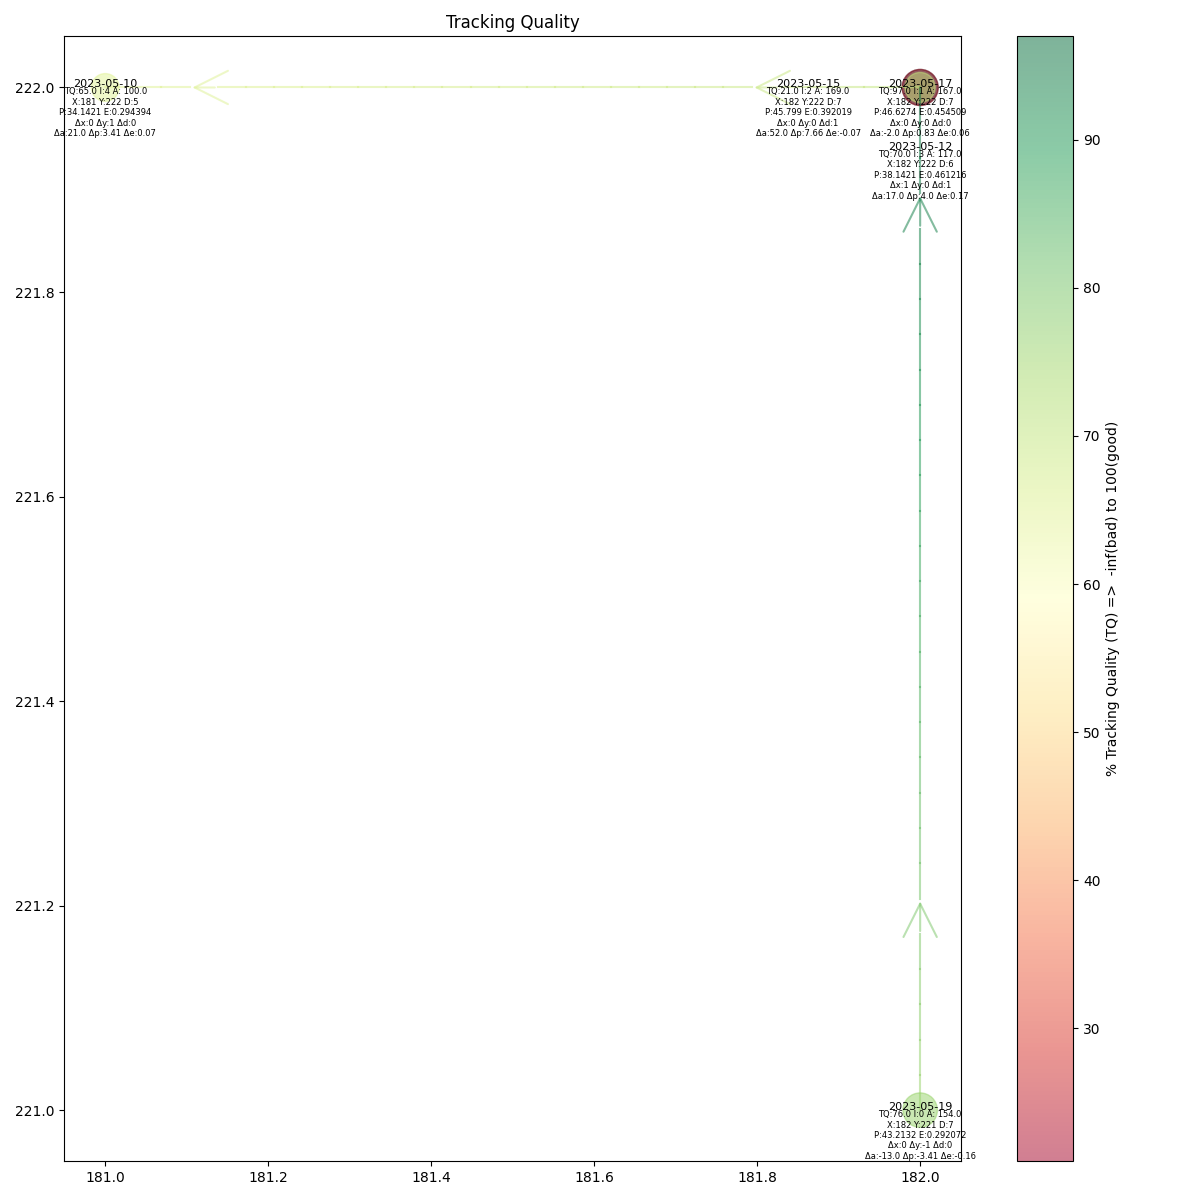 Tracking Quality
222.0
221.8
221.6
221.4
221.2
221.0
2023-05-10
TQ:65.0 I:4 A: 100.0
X:181 Y:222 D:5
P:34.1421 E:0.294394
Δx:0 Δy:1 Δd:0
Δa:21.0 Δp:3.41 Δe:0.07
2023-05-15
TQ:21.0 I:2 A: 169.0
X:182 Y:222 D:7
P:45.799 E:0.392019
Δx:0 Δy:0 Δd:1
Δa:52.0 Δp:7.66 Δe:-0.07
2023-05-17
TQ:97.0 I:1 A: 167.0
X:182 Y:222 D:7
P:46.6274 E:0.454509
Δx:0 Δy:0 Δd:0
Δa:-2.0 Δp:0.83 Δe:0.06
2023-05-12
TQ:70.0 I:3 A: 117.0
X:182 Y:222 D:6
P:38.1421 E:0.461216
Δx:1 Δy:0 Δd:1
Δa:17.0 Δp:4.0 Δe:0.17
2023-05-19
TQ:76.0 I:0 A: 154.0
X:182 Y:221 D:7
P:43.2132 E:0.292072
Δx:0 Δy:-1 Δd:0
Δa:-13.0 Δp:-3.41 Δe:-0.16
181.0
181.2
181.4
181.6
181.8
182.0
90
80
70
60
50
40
30
% Tracking Quality (TQ) => -inf(bad) to 100(good)